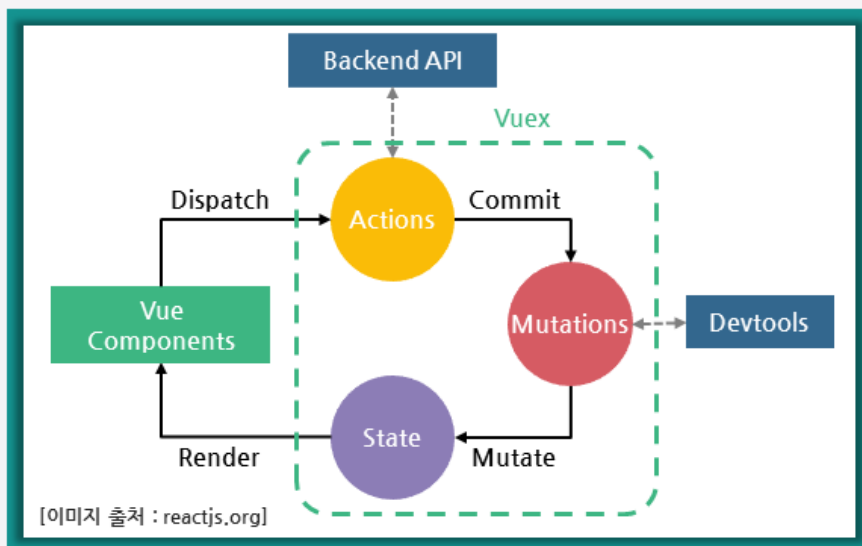 Backend API
Vuex
Dispatch
Actions
Commit
Vue
Components
Mutations
Devtools
State
Render
Mutate
[이미지 출처 : reactjs.org]